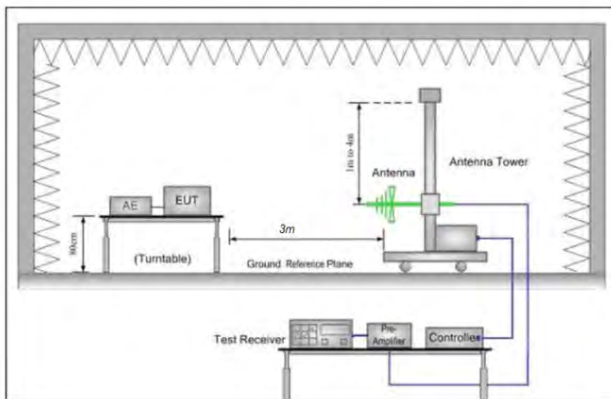 1m to 4m
Antenna
Antenna Tower
AE
EUT
80cm
3m
(Turntable)
Ground Reference Plane
Test Receiver
Pre-
Amplifier
Controller